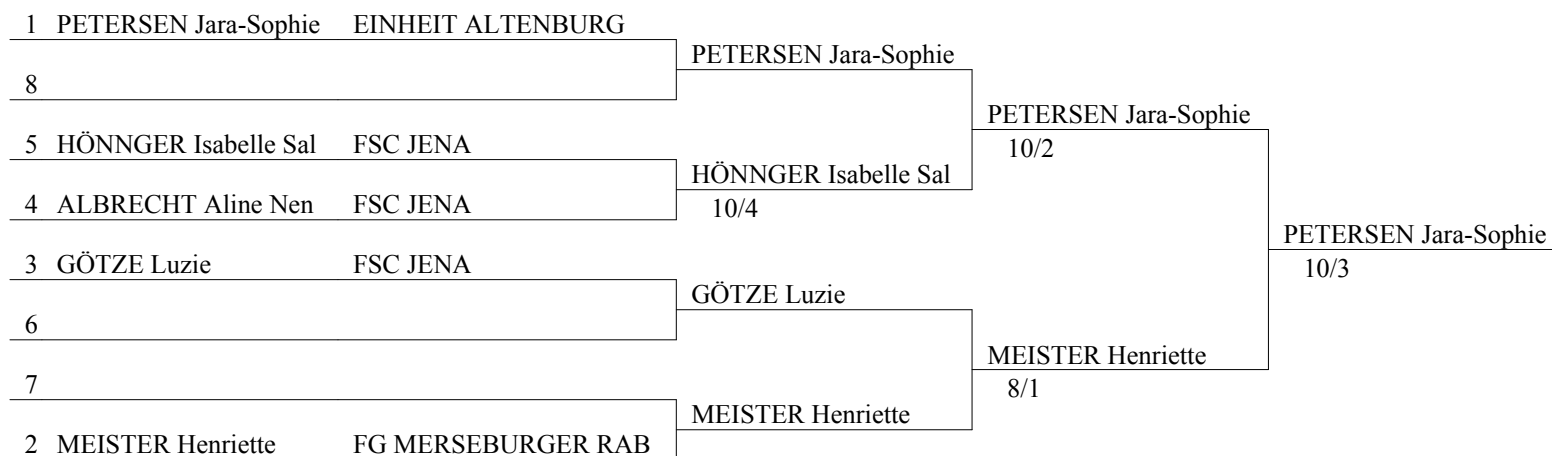 1 PETERSEN Jara-Sophie EINHEIT ALTENBURG
PETERSEN Jara-Sophie
8
PETERSEN Jara-Sophie
10/2
5 HÖNNGER Isabelle Sal FSC JENA
HÖNNGER Isabelle Sal
10/4
4 ALBRECHT Aline Nen FSC JENA
PETERSEN Jara-Sophie
10/3
3 GÖTZE Luzie FSC JENA
GÖTZE Luzie
6
MEISTER Henriette
8/1
7
MEISTER Henriette
2 MEISTER Henriette FG MERSEBURGER RAB